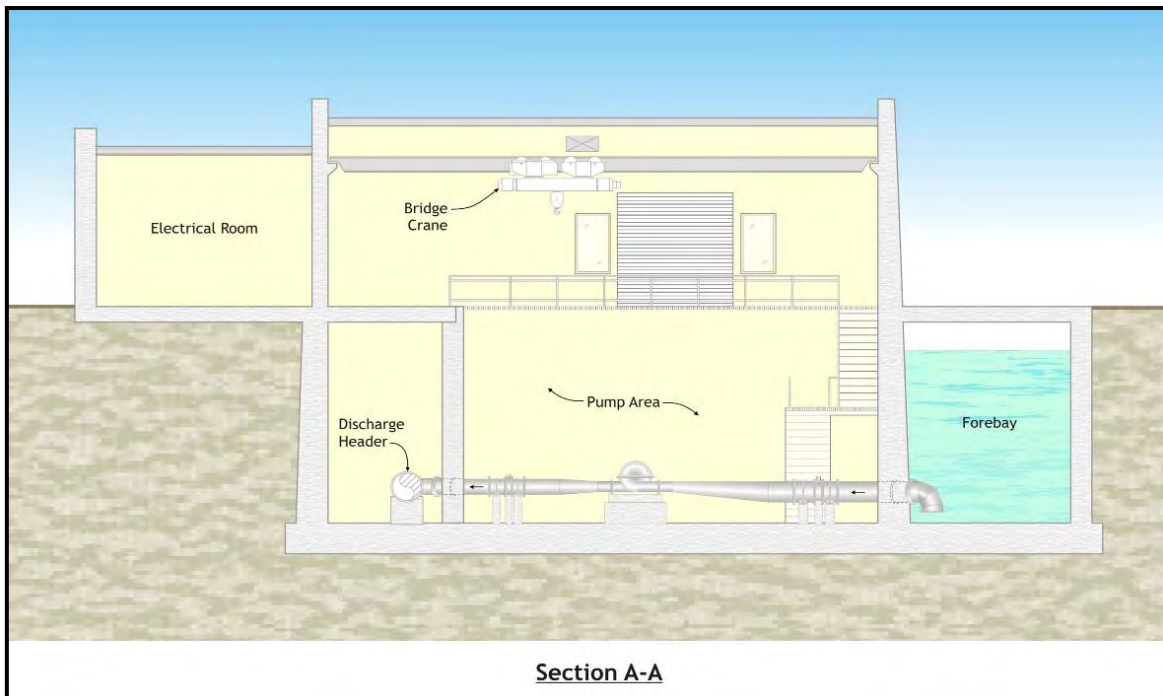 Electrical Room
Bridge
Crane
Pump Area
Discharge
Header
Forebay
Section A-A